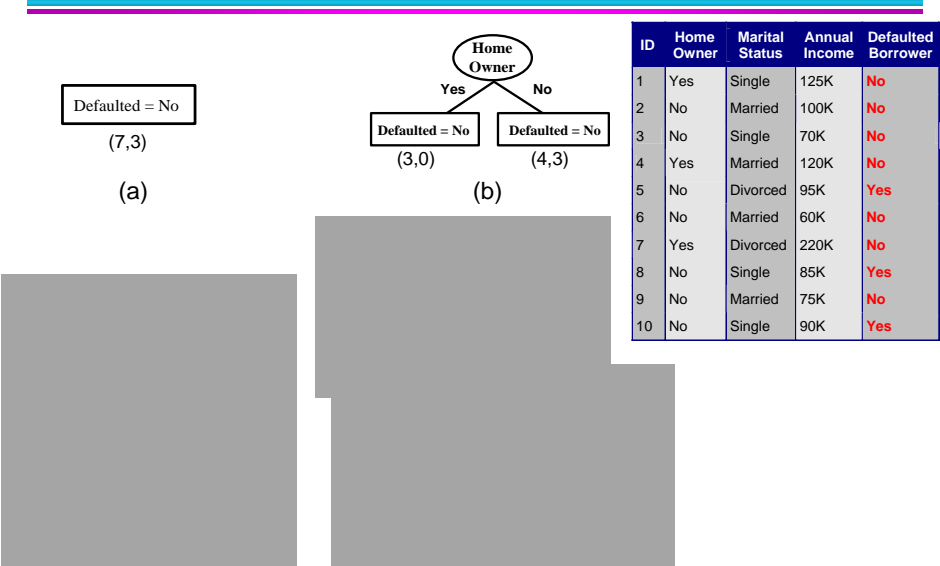 Defaulted = No
(7,3)
(a)
Home
Owner
Yes No
Defaulted = No Defaulted = No
(3,0) (4,3)
(b)
ID Home Owner Marital Status Annual Income Defaulted Borrower
1 Yes Single 125K No
2 No Married 100K No
3 No Single 70K No
4 Yes Married 120K No
5 No Divorced 95K Yes
6 No Married 60K No
7 Yes Divorced 220K No
8 No Single 85K Yes
9 No Married 75K No
10 No Single 90K Yes